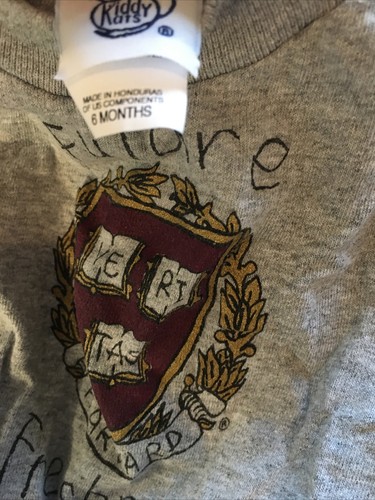 Kiddy
Kats
®
MADE IN HONDURAS
OF US COMPONENTS
6 MONTHS
Future
VE RI
TAS
HARVARD
®